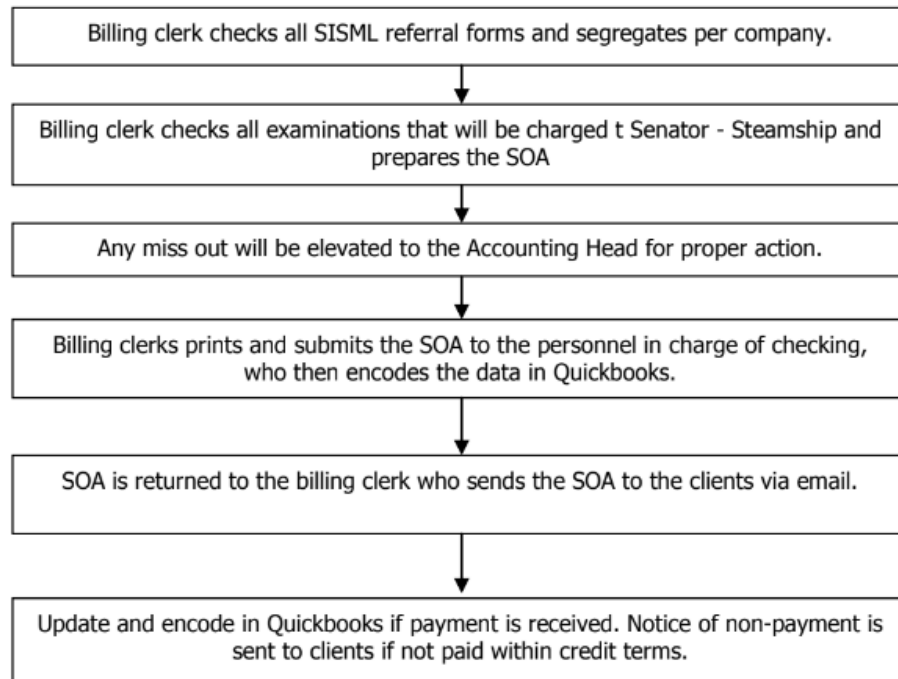 Billing clerk checks all SISML referral forms and segregates per company.
Billing clerk checks all examinations that will be charged t Senator - Steamship and
prepares the SOA
Any miss out will be elevated to the Accounting Head for proper action.
Billing clerks prints and submits the SOA to the personnel in charge of checking,
who then encodes the data in Quickbooks.
SOA is returned to the billing clerk who sends the SOA to the clients via email.
Update and encode in Quickbooks if payment is received. Notice of non-payment is
sent to clients if not paid within credit terms.